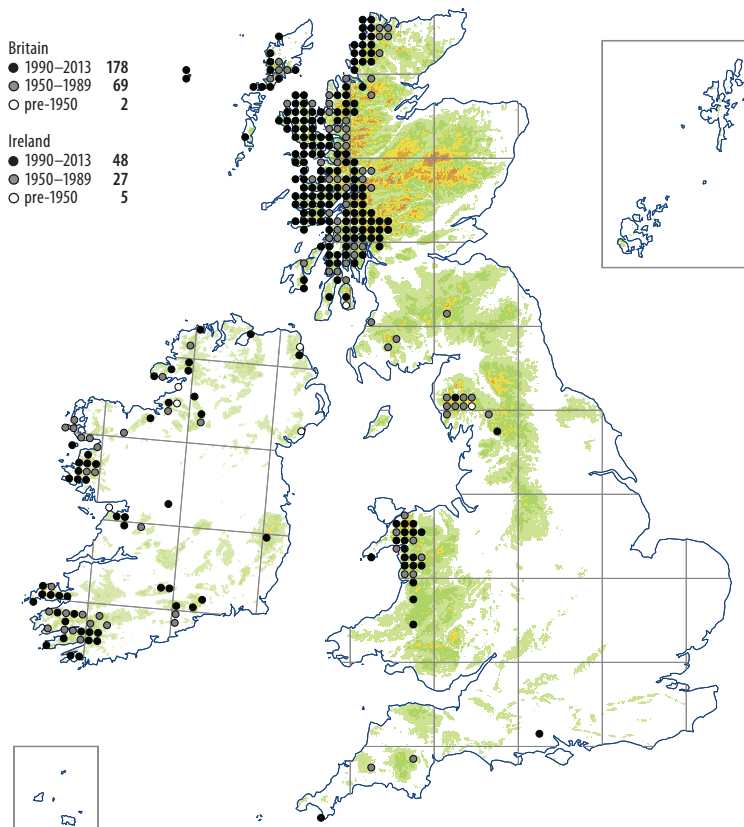 Britain
1990–2013 178
1950–1989 69
pre-1950 2
Ireland
1990–2013 48
1950–1989 27
pre-1950 5